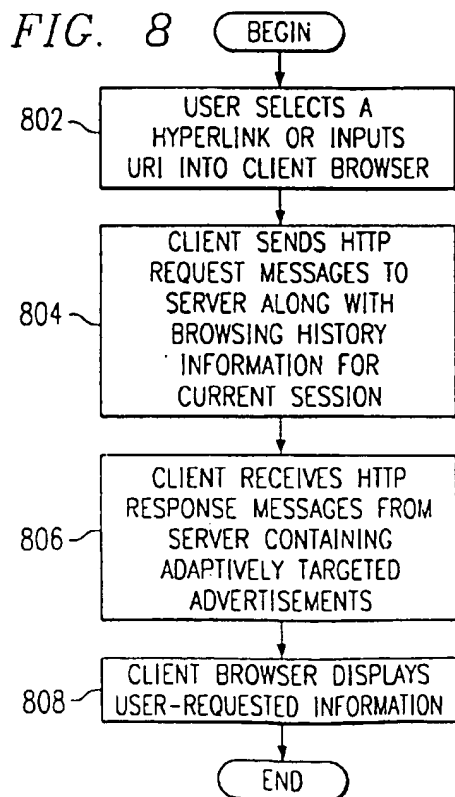 FIG. 8
BEGIN
802
USER SELECTS A
HYPERLINK OR INPUTS
URI INTO CLIENT BROWSER
804
CLIENT SENDS HTTP
REQUEST MESSAGES TO
SERVER ALONG WITH
BROWSING HISTORY
INFORMATION FOR
CURRENT SESSION
806
CLIENT RECEIVES HTTP
RESPONSE MESSAGES FROM
SERVER CONTAINING
ADAPTIVELY TARGETED
ADVERTISEMENTS
808
CLIENT BROWSER DISPLAYS
USER-REQUESTED INFORMATION
END